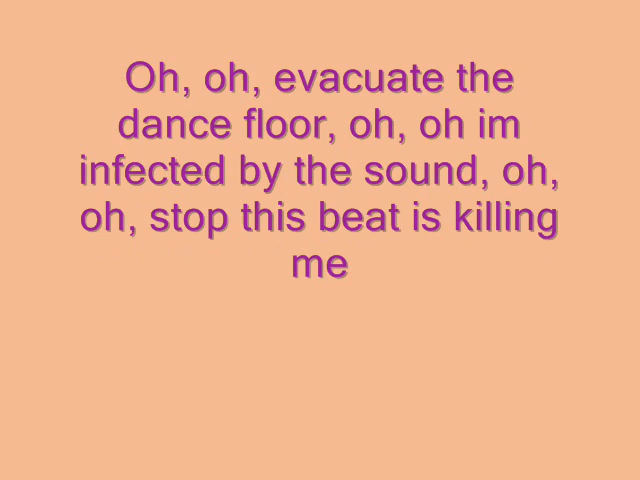 Oh, oh, evacuate the
dance floor, oh, oh im
infected by the sound, oh,
oh, stop this beat is killing
me